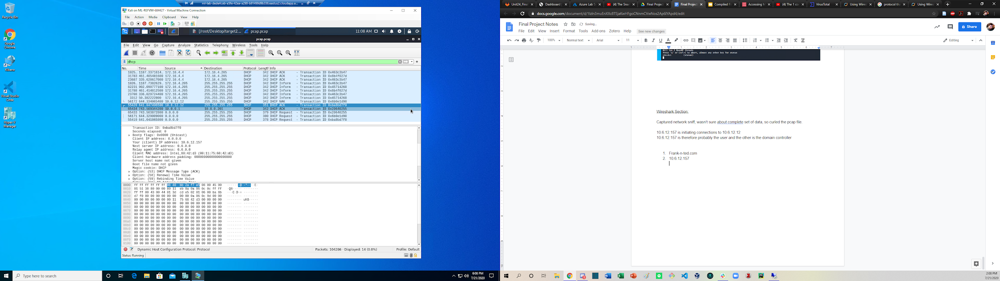 ml-lab-dede4cab-a5fe-42ea-a290-b91499d9b336.eastus2.cloudapp.a...
Recycle Bin
Google
Chrome
Kibana
Visual Studio
Code
Hyper-V
Manager
Kali on ML-REFVM-684427 - Virtual Machine Connection
File Action Media Clipboard View Help
[/root/Desktop/target2.... pcap.pcap 11:08 AM
pcap.pcap
File Edit View Go Capture Analyze Statistics Telephony Wireless Tools Help
dhcp
No. Time Source Destination Protocol Length Info
1025… 1187.3371614… 172.16.4.4 172.16.4.205 DHCP 342 DHCP ACK - Transaction ID 0x463c3b47
31783 461.405481600 172.16.4.4 172.16.4.205 DHCP 342 DHCP ACK - Transaction ID 0x8b4f027d
23687 335.628617000 172.16.4.4 172.16.4.205 DHCP 342 DHCP ACK - Transaction ID 0x463c3b47
1026… 1187.7382629… 172.16.4.205 255.255.255.255 DHCP 342 DHCP Inform - Transaction ID 0x463c3b47
82231 902.090777100 172.16.4.205 255.255.255.255 DHCP 342 DHCP Inform - Transaction ID 0x45714260
31788 461.414812500 172.16.4.205 255.255.255.255 DHCP 342 DHCP Inform - Transaction ID 0x8b4f027d
23708 336.029724400 172.16.4.205 255.255.255.255 DHCP 342 DHCP Inform - Transaction ID 0x463c3b47
3312 50.382222800 172.16.4.205 255.255.255.255 DHCP 342 DHCP Inform - Transaction ID 0x45714260
56172 644.334065400 10.6.12.12 255.255.255.255 DHCP 342 DHCP NAK - Transaction ID 0x6b0e1d90
55420 641.047496500 10.6.12.12 255.255.255.255 DHCP 351 DHCP ACK - Transaction ID 0xba8bd7f0
65434 743.509344200 10.0.0.1 10.0.0.201 DHCP 342 DHCP ACK - Transaction ID 0x20640255
65433 743.503872800 0.0.0.0 255.255.255.255 DHCP 379 DHCP Request - Transaction ID 0x20640255
56171 644.329009000 0.0.0.0 255.255.255.255 DHCP 380 DHCP Request - Transaction ID 0x6b0e1d90
55419 641.041865800 0.0.0.0 255.255.255.255 DHCP 378 DHCP Request - Transaction ID 0xba8bd7f0
Transaction ID: 0xba8bd7f0
Seconds elapsed: 0
Bootp flags: 0x0000 (Unicast)
Client IP address: 0.0.0.0
Your (client) IP address: 10.6.12.157
Next server IP address: 0.0.0.0
Relay agent IP address: 0.0.0.0
Client MAC address: Intel_68:42:d3 (00:11:75:68:42:d3)
Client hardware address padding: 00000000000000000000
Server host name not given
Boot file name not given
Magic cookie: DHCP
Option: (53) DHCP Message Type (ACK)
Option: (58) Renewal Time Value
Option: (59) Rebinding Time Value
0000 ff ff ff ff ff ff 08 40 bb 2a f7 e5 08 00 45 00 ·······@ ·*····E·
0010 01 51 38 80 00 00 80 11 eb 0a 0a 06 0c 0c ff ff ·Q8·····
0020 ff ff 00 43 00 44 01 3d cd e5 02 01 06 00 ba 8b ···C·D·=
0030 d7 f0 00 00 00 00 00 00 00 00 0a 06 0c 9d 00 00
0040 00 00 00 00 00 00 00 11 75 68 42 d3 00 00 00 00 ········ uhB·····
0050 00 00 00 00 00 00 00 00 00 00 00 00 00 00 00 00
0060 00 00 00 00 00 00 00 00 00 00 00 00 00 00 00 00
0070 00 00 00 00 00 00 00 00 00 00 00 00 00 00 00 00
0080 00 00 00 00 00 00 00 00 00 00 00 00 00 00 00 00
0090 00 00 00 00 00 00 00 00 00 00 00 00 00 00 00 00
00a0 00 00 00 00 00 00 00 00 00 00 00 00 00 00 00 00
00b0 00 00 00 00 00 00 00 00 00 00 00 00 00 00 00 00
00c0 00 00 00 00 00 00 00 00 00 00 00 00 00 00 00 00
00d0 00 00 00 00 00 00 00 00 00 00 00 00 00 00 00 00
00e0 00 00 00 00 00 00 00 00 00 00 00 00 00 00 00 00
00f0 00 00 00 00 00 00 00 00 00 00 00 00 00 00 00 00
0100 00 00 00 00 00 00 00 00 00 00 00 00 00 00 00 00
Dynamic Host Configuration Protocol: Protocol Packets: 104286 · Displayed: 14 (0.0%) Profile: Default
Status: Running
Type here to search
6:08 PM
7/21/2020
Unit24_Final Dashboard Azure Lab S (4) The Snar Final Project Final Project Compiled Fi Accessing M (4) The 1 co VirusTotal Using Wires protocol tha Using Wires
docs.google.com/document/d/1IzIn3muEnXXc8TSjaKwHFgoCNnmCVwNos2Ap6lYApd4/edit
Final Project Notes Saving...
File Edit View Insert Format Tools Add-ons Zotero Help See new changes
Share
100% Normal text Arial 11 Editing
Will run 2 OpenMP threads
Press 'q' or Ctrl-C to abort, almost any other key for status
LOLLOL1 (steven)
Wireshark Section:
Captured network sniff, wasn't sure about complete set of data, so curled the pcap file.
10.6.12.157 is initiating connections to 10.6.12.12
10.6.12.157 is therefore probably the user and the other is the domain controller
1. Frank-n-ted.com
2. 10.6.12.157
2:08 PM
7/21/2020